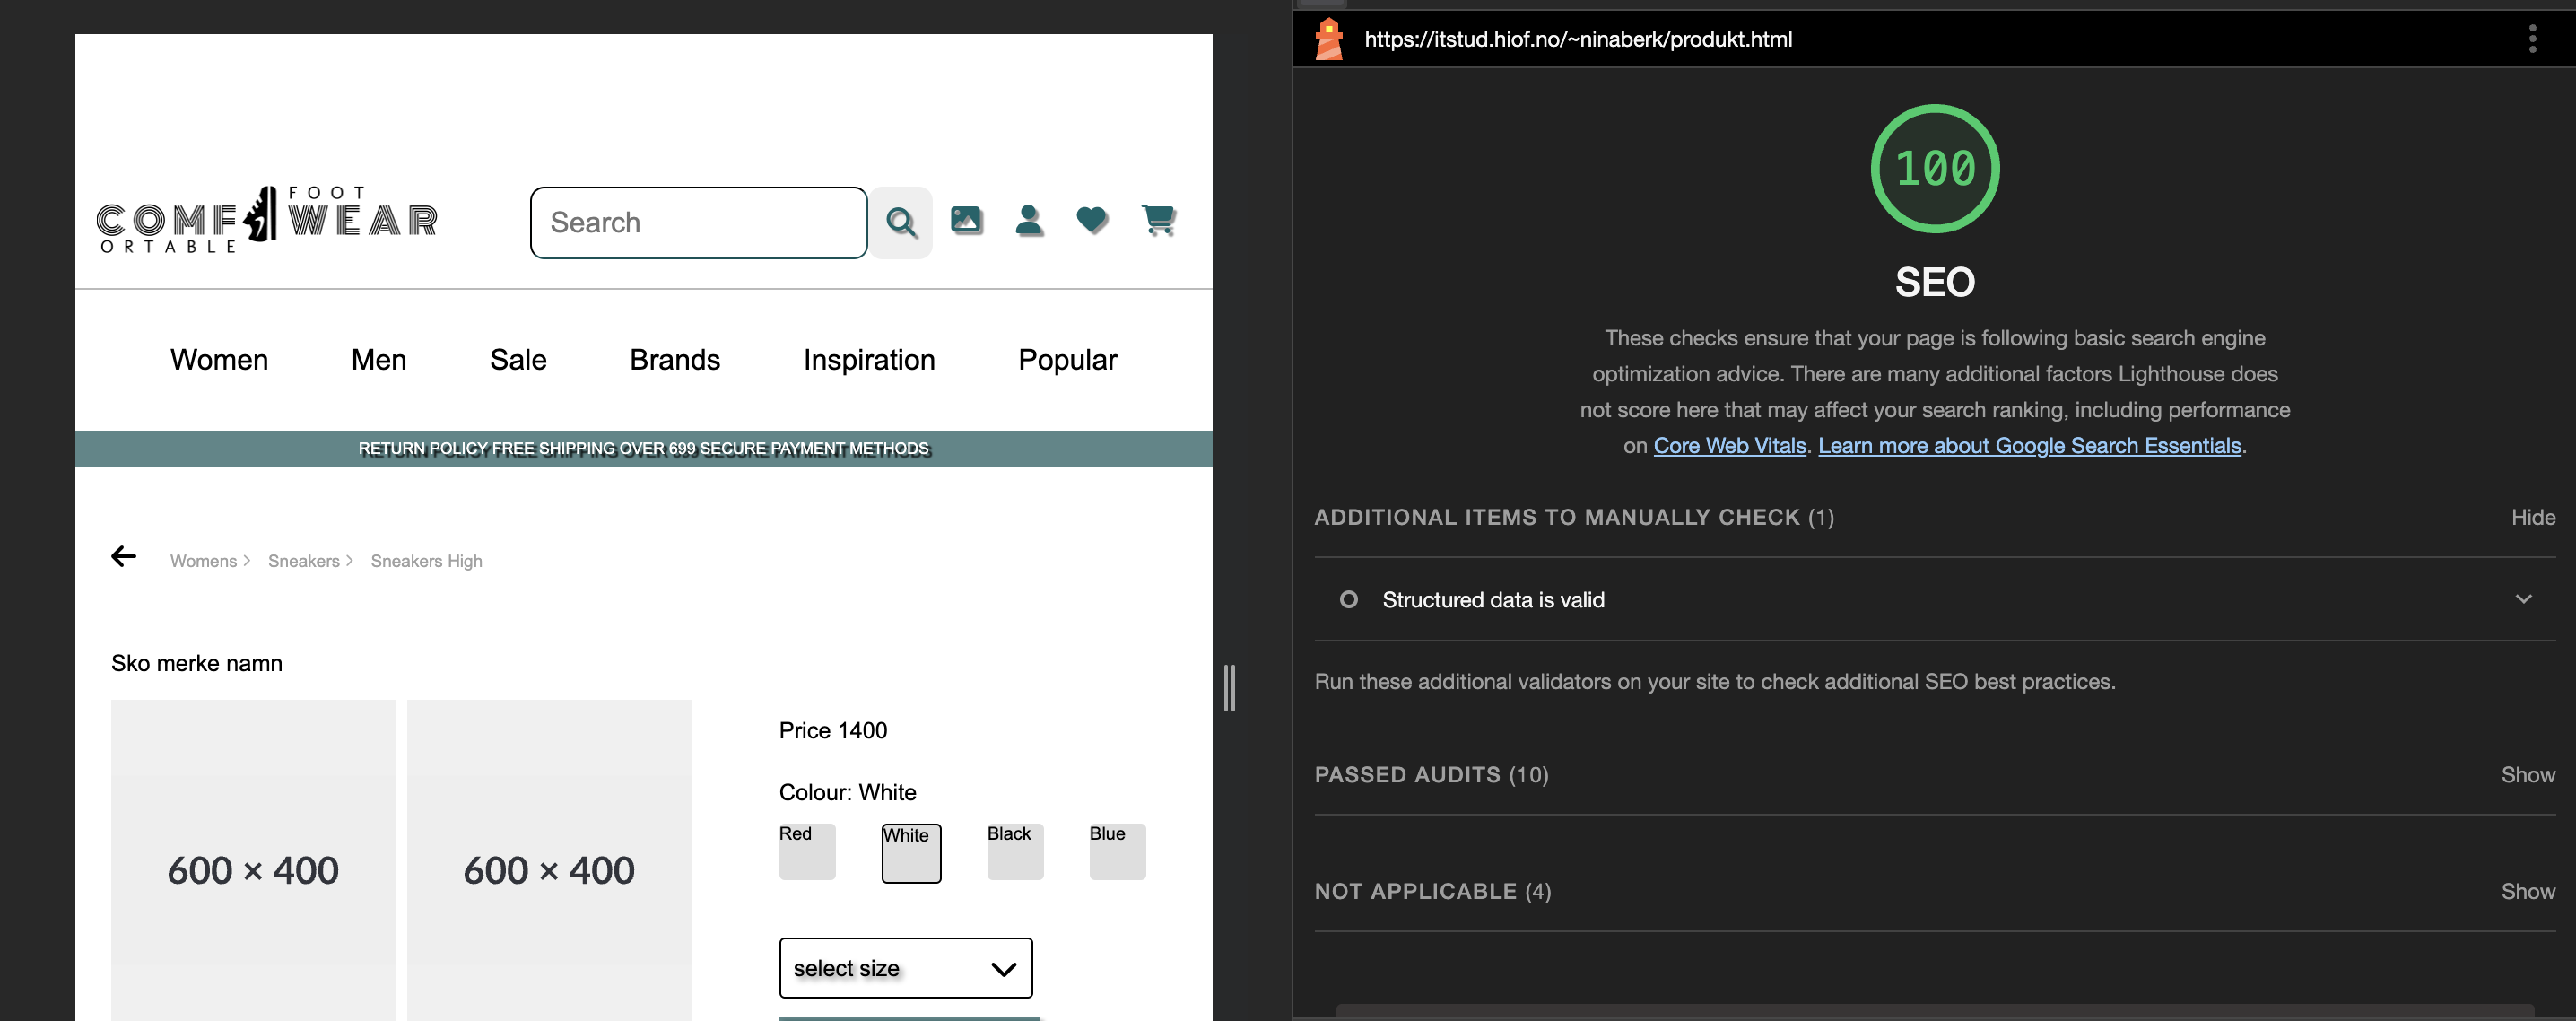 FOOT
COMF WEAR
ORTABLE
Search
Women Men Sale Brands Inspiration Popular
RETURN POLICY FREE SHIPPING OVER 699 SECURE PAYMENT METHODS
Womens Sneakers Sneakers High
Sko merke namn
600 × 400 600 × 400
Price 1400
Colour: White
Red White Black Blue
select size
https://itstud.hiof.no/~ninaberk/produkt.html
100
SEO
These checks ensure that your page is following basic search engine
optimization advice. There are many additional factors Lighthouse does
not score here that may affect your search ranking, including performance
on Core Web Vitals. Learn more about Google Search Essentials.
ADDITIONAL ITEMS TO MANUALLY CHECK (1) Hide
Structured data is valid
Run these additional validators on your site to check additional SEO best practices.
PASSED AUDITS (10) Show
NOT APPLICABLE (4) Show